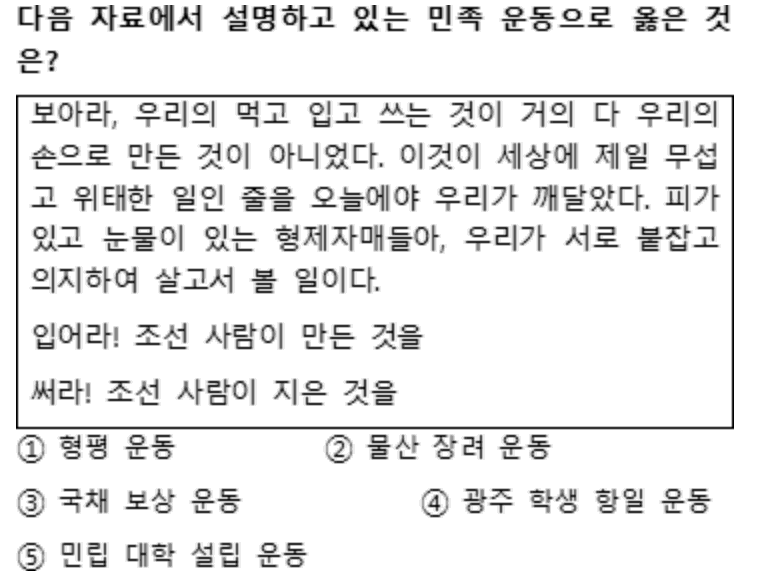 다음 자료에서 설명하고 있는 민족 운동으로 옳은 것
은?
보아라, 우리의 먹고 입고 쓰는 것이 거의 다 우리의
손으로 만든 것이 아니었다. 이것이 세상에 제일 무섭
고 위태한 일인 줄을 오늘에야 우리가 깨달았다. 피가
있고 눈물이 있는 형제자매들아, 우리가 서로 붙잡고
의지하여 살고서 볼 일이다.
입어라! 조선 사람이 만든 것을
써라! 조선 사람이 지은 것을
① 형평 운동 ② 물산 장려 운동
③ 국채 보상 운동 ④ 광주 학생 항일 운동
⑤ 민립 대학 설립 운동